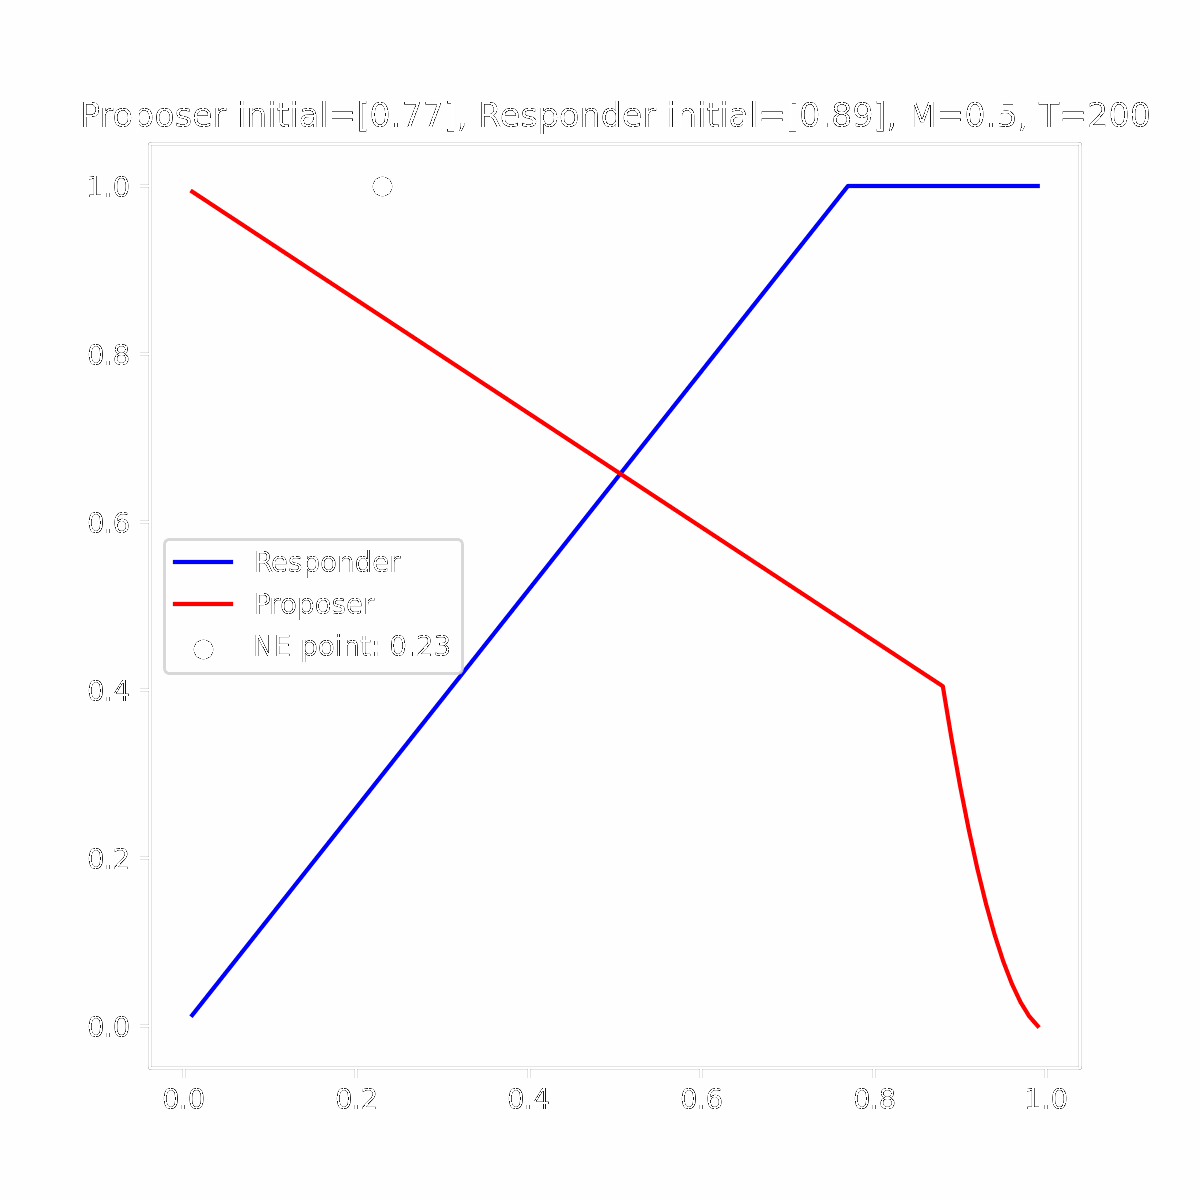 Proposer initial=[0.77], Responder initial=[0.89], M=0.5, T=200
1.0
0.8
0.6
0.4
0.2
0.0
Responder
Proposer
NE point: 0.23
0.0 0.2 0.4 0.6 0.8 1.0